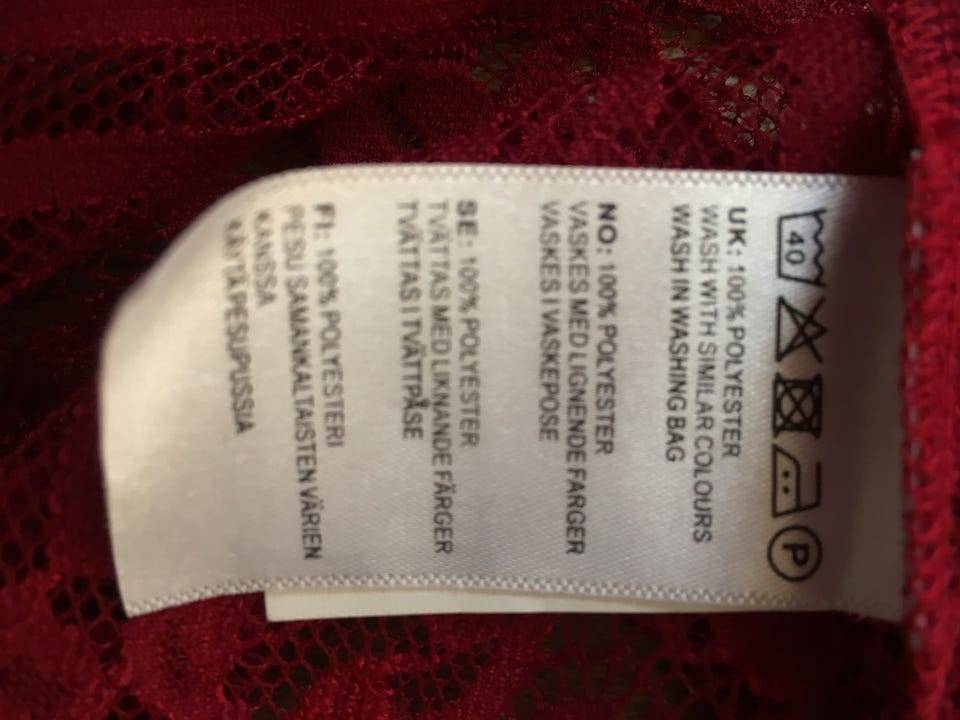 40 P
UK: 100% POLYESTER
WASH WITH SIMILAR COLOURS
WASH IN WASHING BAG
NO: 100% POLYESTER
VASKES MED LIGNENDE FARGER
VASKES I VASKEPOSE
SE: 100% POLYESTER
TVÄTTAS MED LIKNANDE FÄRGER
TVÄTTAS I TVÄTTPÅSE
FI: 100% POLYESTERI
PESU SAMANKALTAISTEN VÄRIEN
KANSSA
KÄYTÄ PESUPUSSIA